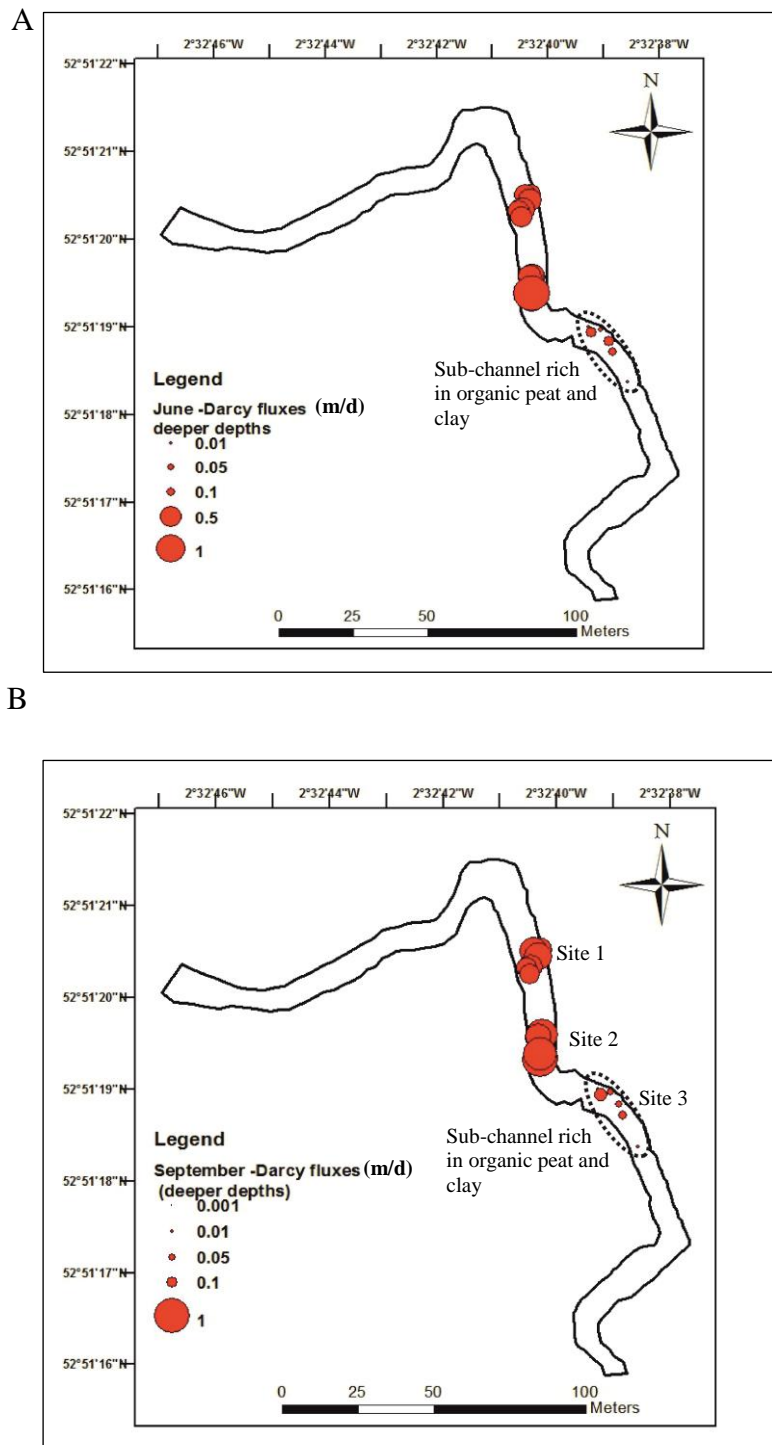 A
2°32'46"W 2°32'44"W 2°32'42"W 2°32'40"W 2°32'38"W
52°51'22"N
N
52°51'21"N
52°51'20"N
52°51'19"N
Sub-channel rich
in organic peat and
clay
52°51'18"N
52°51'17"N
52°51'16"N
Legend
June -Darcy fluxes (m/d)
deeper depths
0.01
0.05
0.1
0.5
1
0 25 50 100
Meters
B
2°32'46"W 2°32'44"W 2°32'42"W 2°32'40"W 2°32'38"W
52°51'22"N
N
52°51'21"N
Site 1
52°51'20"N
Site 2
52°51'19"N
Site 3
Sub-channel rich
in organic peat and
clay
52°51'18"N
52°51'17"N
52°51'16"N
Legend
September -Darcy fluxes (m/d)
(deeper depths)
0.001
0.01
0.05
0.1
1
0 25 50 100
Meters